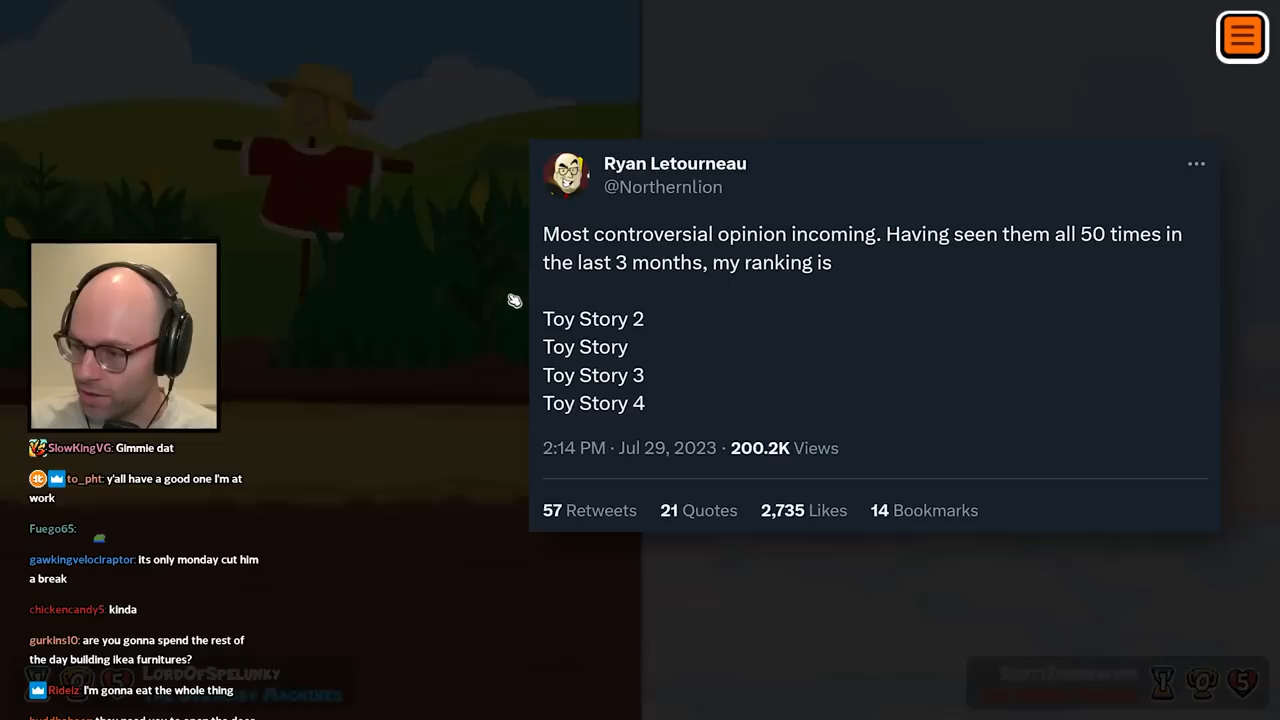 Ryan Letourneau
@Northernlion
Most controversial opinion incoming. Having seen them all 50 times in
the last 3 months, my ranking is
Toy Story 2
Toy Story
Toy Story 3
Toy Story 4
2:14 PM · Jul 29, 2023 · 200.2K Views
57 Retweets 21 Quotes 2,735 Likes 14 Bookmarks
SlowKingVG: Gimmie dat
to_pht: y'all have a good one I'm at
work
Fuego65:
gawkingvelociraptor: its only monday cut him
a break
chickencandy5: kinda
gurkins10: are you gonna spend the rest of
the day building ikea furnitures?
Ridelz: I'm gonna eat the whole thing
LordOfSpelunky
5
5